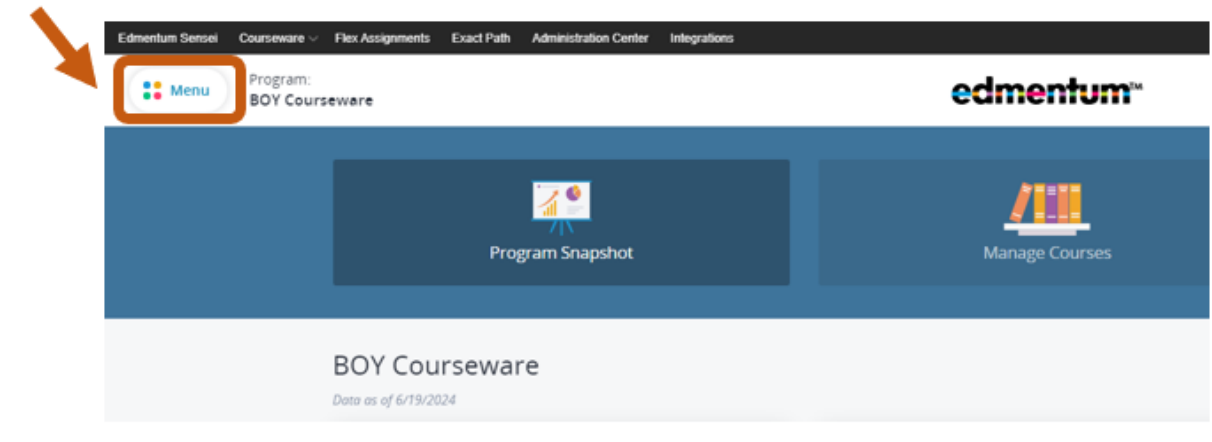 Edmentum Sensei Courseware Flex Assignments Exact Path Administration Center Integrations
Menu
Program:
BOY Courseware
edmentum™
Program Snapshot
Manage Courses
BOY Courseware
Data as of 6/19/2024